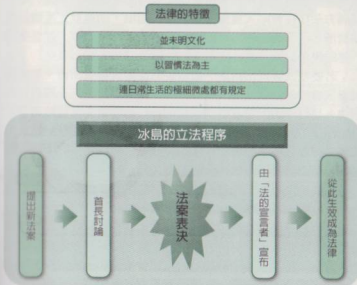 法律的特徵
並未明文化
以習慣法為主
連日常生活的極細微處都有規定
冰島的立法程序
提出新法案
酋長討論
法案表決
由「法的宣言者」宣布
從此生效成為法律